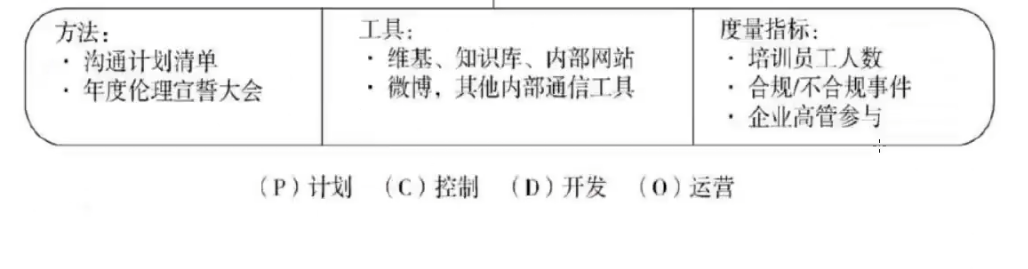 方法：
· 沟通计划清单
· 年度伦理宣誓大会
工具：
· 维基、知识库、内部网站
· 微博，其他内部通信工具
度量指标：
· 培训员工人数
· 合规/不合规事件
· 企业高管参与
（P）计划 （C）控制 （D）开发 （O）运营